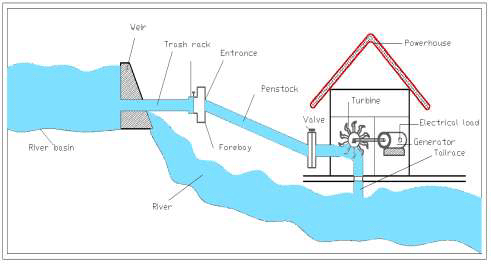 Weir
Trash rack
Entrance
Powerhouse
Penstock
Turbine
Valve
Electrical load
Generator
Tailrace
River basin
Forebay
River